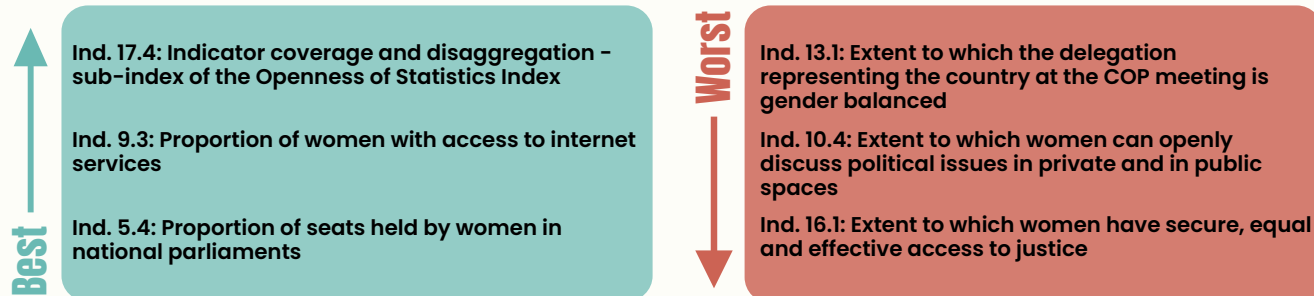 Best
Ind. 17.4: Indicator coverage and disaggregation -
sub-index of the Openness of Statistics Index
Ind. 9.3: Proportion of women with access to internet
services
Ind. 5.4: Proportion of seats held by women in
national parliaments
Worst
Ind. 13.1: Extent to which the delegation
representing the country at the COP meeting is
gender balanced
Ind. 10.4: Extent to which women can openly
discuss political issues in private and in public
spaces
Ind. 16.1: Extent to which women have secure, equal
and effective access to justice